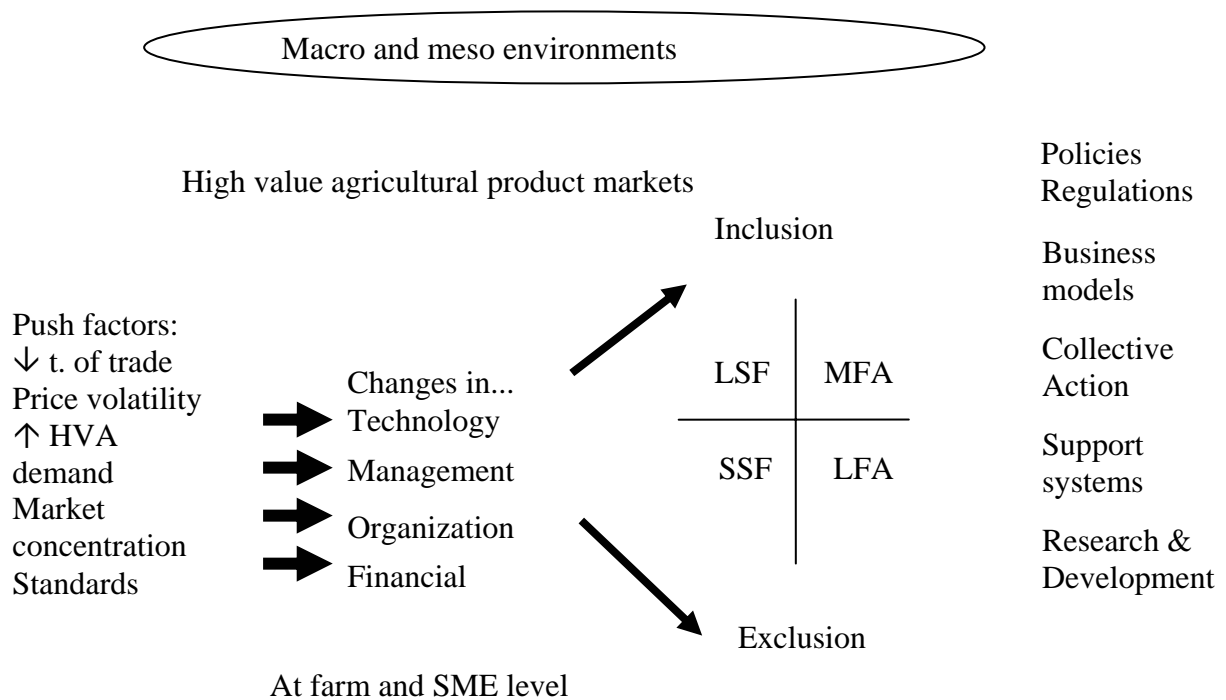 Macro and meso environments
High value agricultural product markets
Push factors:
↓ t. of trade
Price volatility
↑ HVA
demand
Market
concentration
Standards
Changes in...
Technology
Management
Organization
Financial
At farm and SME level
Inclusion
LSF MFA
SSF LFA
Exclusion
Policies
Regulations
Business
models
Collective
Action
Support
systems
Research &
Development